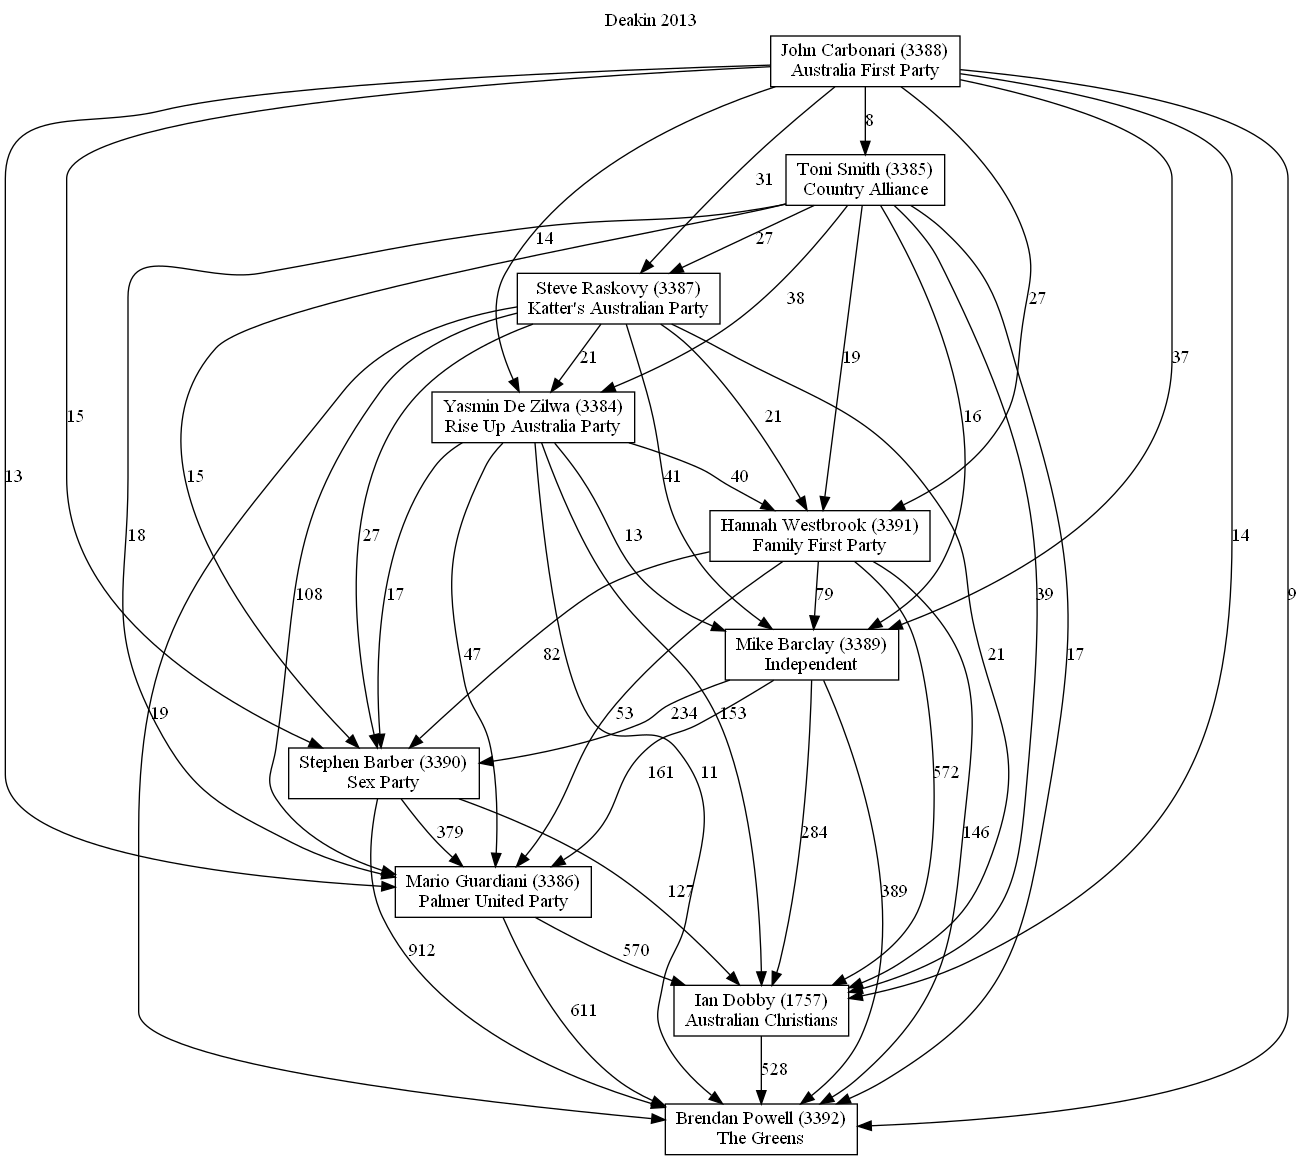 Deakin 2013
John Carbonari (3388)
Australia First Party
8
Toni Smith (3385)
Country Alliance
31
14
27
Steve Raskovy (3387)
Katter's Australian Party
38
27
21
19
37
Yasmin De Zilwa (3384)
Rise Up Australia Party
15
21
16
13
15
41
40
Hannah Westbrook (3391)
Family First Party
18
27
13
14
108
17
79
39
9
Mike Barclay (3389)
Independent
47
82
21
17
19
53
234
153
Stephen Barber (3390)
Sex Party
161
11
572
379
284
146
Mario Guardiani (3386)
Palmer United Party
127
389
912
570
Ian Dobby (1757)
Australian Christians
611
528
Brendan Powell (3392)
The Greens